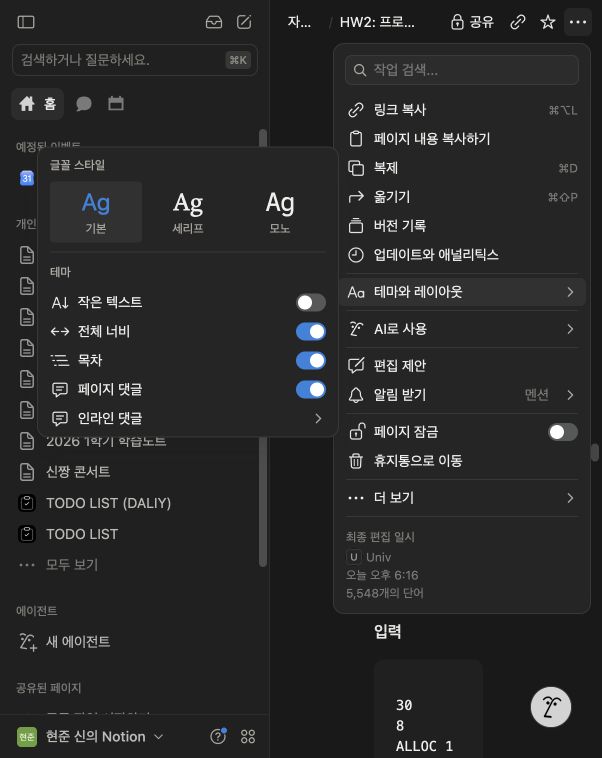 자... / HW2: 프로... 공유
검색하거나 질문하세요. ⌘K
홈
예정된 이벤트
31
개인
2026 1학기 학습노트
신짱 콘서트
TODO LIST (DALIY)
TODO LIST
모두 보기
에이전트
새 에이전트
공유된 페이지
현준 현준 신의 Notion
글꼴 스타일
Ag Ag Ag
기본 세리프 모노
테마
작은 텍스트
전체 너비
목차
페이지 댓글
인라인 댓글
작업 검색...
링크 복사 ⌘⌥L
페이지 내용 복사하기
복제 ⌘D
옮기기 ⌘⇧P
버전 기록
업데이트와 애널리틱스
Aa 테마와 레이아웃
AI로 사용
편집 제안
알림 받기 멘션
페이지 잠금
휴지통으로 이동
더 보기
최종 편집 일시
U Univ
오늘 오후 6:16
5,548개의 단어
입력
30
8
ALLOC 1